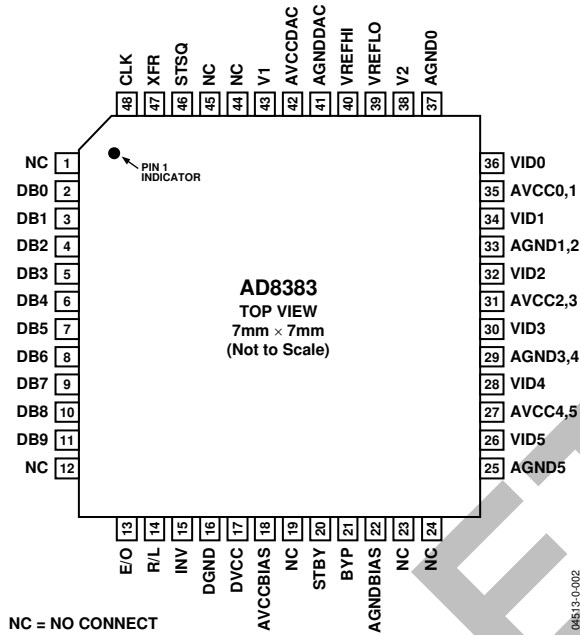 48 CLK
47 XFR
46 STSQ
45 NC
44 NC
43 V1
42 AVCCDAC
41 AGNDDAC
40 VREFHI
39 VREFLO
38 V2
37 AGND0
NC 1
DB0 2
DB1 3
DB2 4
DB3 5
DB4 6
DB5 7
DB6 8
DB7 9
DB8 10
DB9 11
NC 12
PIN 1
INDICATOR
AD8383
TOP VIEW
7mm × 7mm
(Not to Scale)
36 VID0
35 AVCC0,1
34 VID1
33 AGND1,2
32 VID2
31 AVCC2,3
30 VID3
29 AGND3,4
28 VID4
27 AVCC4,5
26 VID5
25 AGND5
E/O 13
R/L 14
INV 15
DGND 16
DVCC 17
AVCCBIAS 18
NC 19
STBY 20
BYP 21
AGNDBIAS 22
NC 23
NC 24
NC = NO CONNECT
04513-0-002